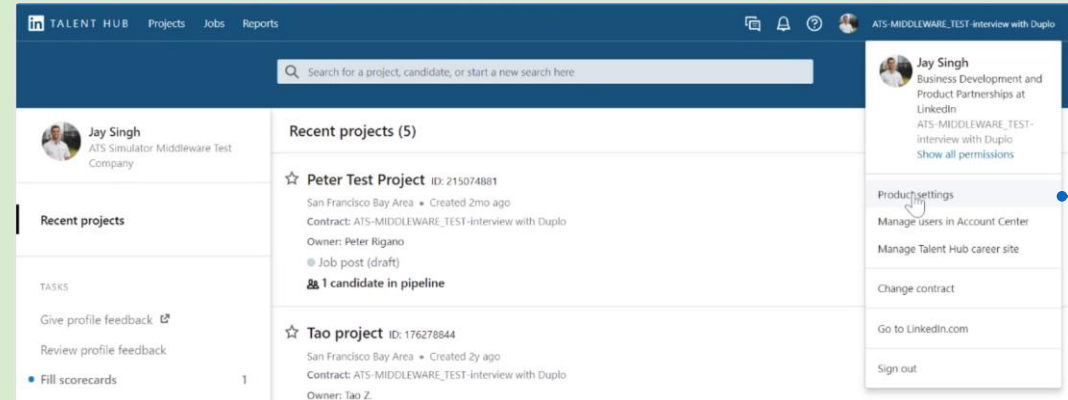 in TALENT HUB Projects Jobs Reports
ATS-MIDDLEWARE_TEST-interview with Duplo
Search for a project, candidate, or start a new search here
Jay Singh
Business Development and
Product Partnerships at
LinkedIn
ATS-MIDDLEWARE_TEST-
interview with Duplo
Show all permissions
Product settings
Manage users in Account Center
Manage Talent Hub career site
Change contract
Go to LinkedIn.com
Sign out
Jay Singh
ATS Simulator Middleware Test
Company
Recent projects
TASKS
Give profile feedback
Review profile feedback
Fill scorecards 1
Recent projects (5)
Peter Test Project ID: 215074881
San Francisco Bay Area • Created 2mo ago
Contract: ATS-MIDDLEWARE_TEST-interview with Duplo
Owner: Peter Rigano
Job post (draft)
1 candidate in pipeline
Tao project ID: 176278844
San Francisco Bay Area • Created 2y ago
Contract: ATS-MIDDLEWARE_TEST-interview with Duplo
Owner: Tao Z.